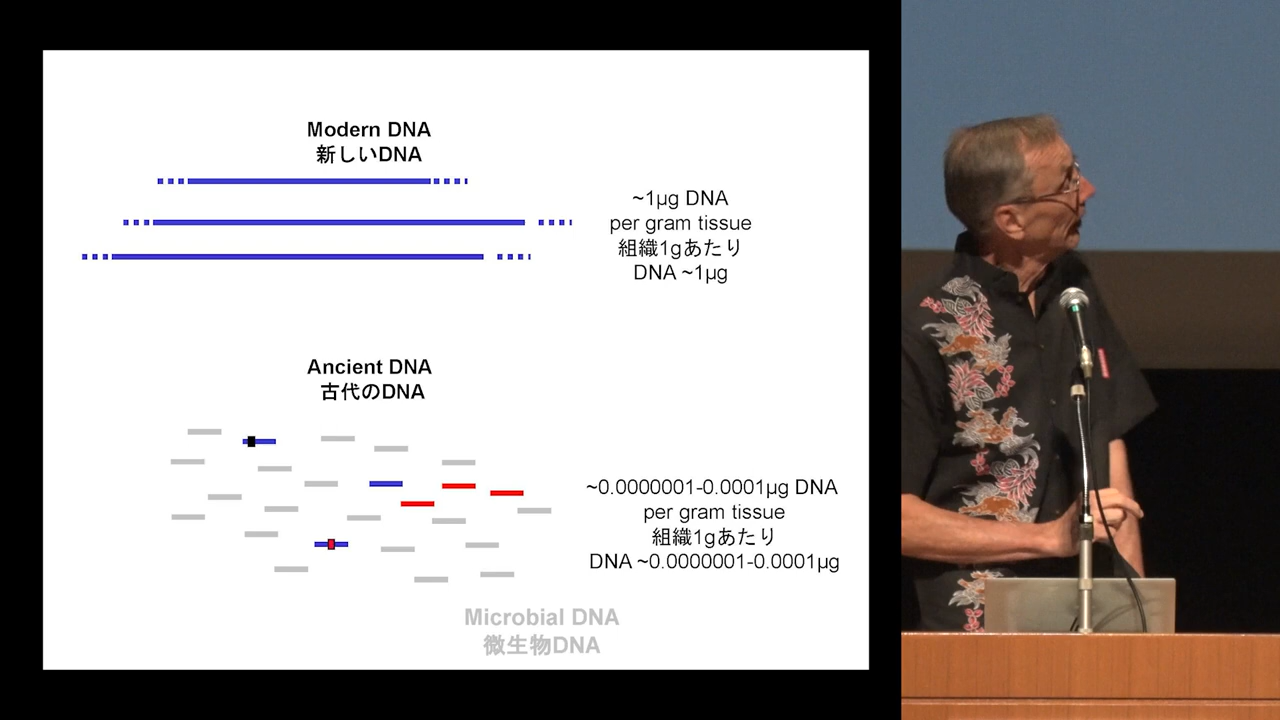 Modern DNA
新しいDNA
~1µg DNA
per gram tissue
組織1gあたり
DNA ~1µg
Ancient DNA
古代のDNA
~0.0000001-0.0001µg DNA
per gram tissue
組織1gあたり
DNA ~0.0000001-0.0001µg
Microbial DNA
微生物DNA